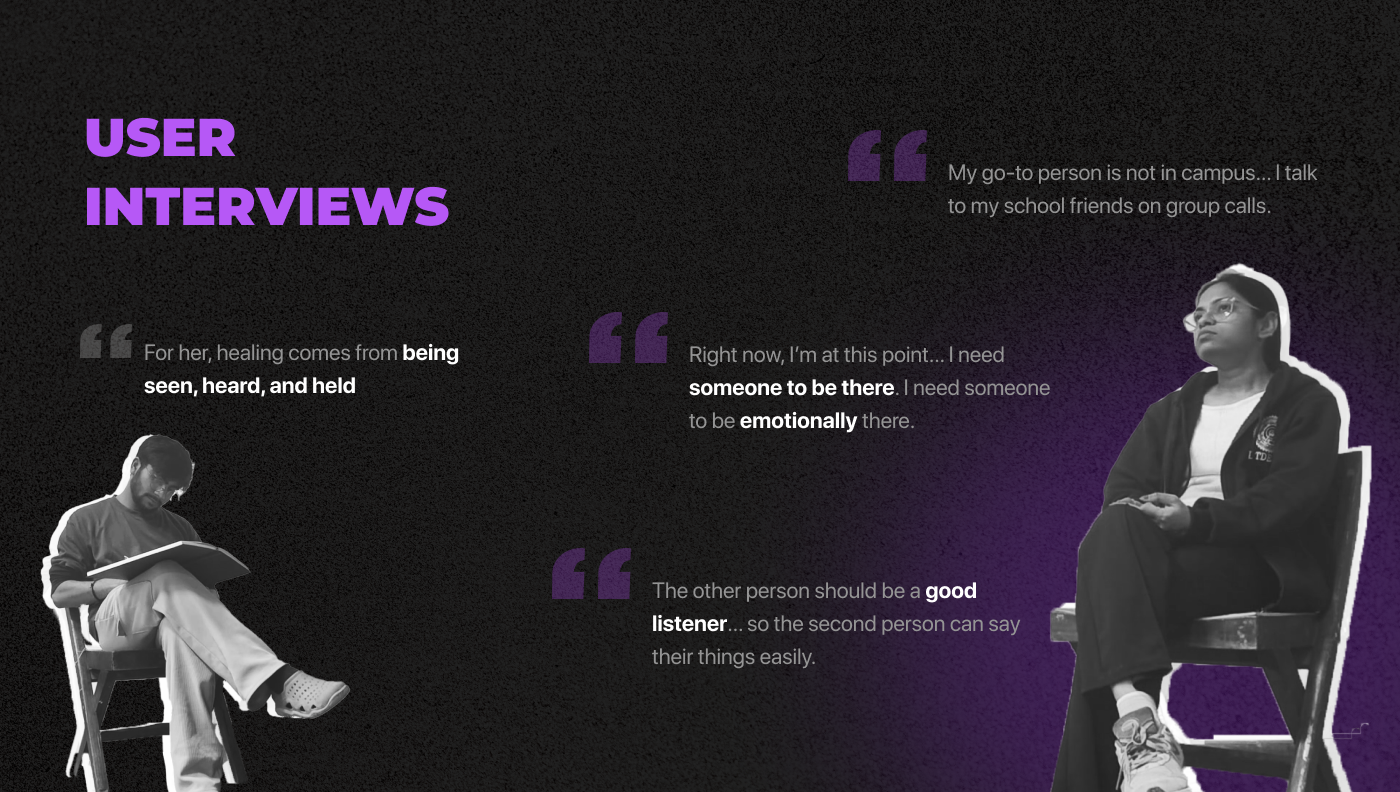 USER
INTERVIEWS
My go-to person is not in campus... I talk
to my school friends on group calls.
For her, healing comes from being
seen, heard, and held
Right now, I'm at this point... I need
someone to be there. I need someone
to be emotionally there.
The other person should be a good
listener... so the second person can say
their things easily.